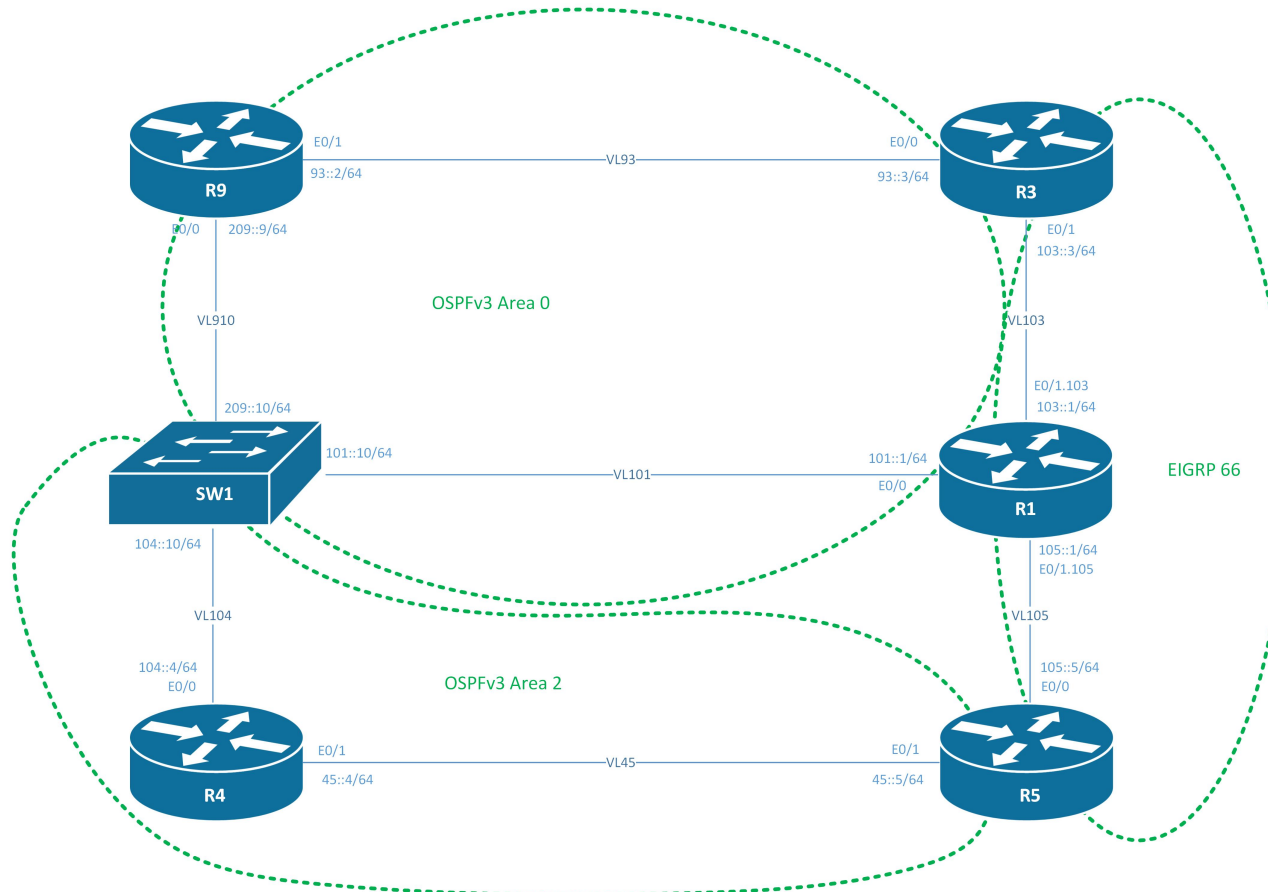 E0/1
E0/0
93::2/64
VL93
93::3/64
R9
R3
E0/0
209::9/64
E0/1
103::3/64
OSPFv3 Area 0
VL910
VL103
E0/1.103
209::10/64
103::1/64
101::10/64
101::1/64
VL101
E0/0
EIGRP 66
SW1
R1
104::10/64
105::1/64
E0/1.105
VL104
VL105
104::4/64
E0/0
105::5/64
E0/0
OSPFv3 Area 2
E0/1
E0/1
VL45
45::4/64
45::5/64
R4
R5